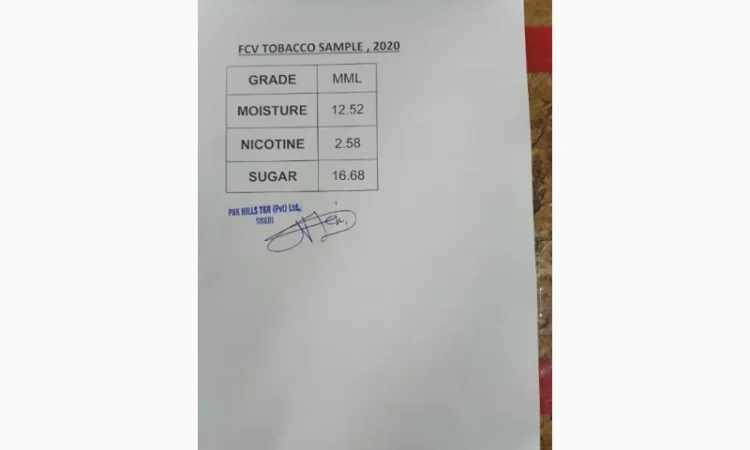 FCV TOBACCO SAMPLE , 2020
GRADE MML
MOISTURE 12.52
NICOTINE 2.58
SUGAR 16.68
PAK HILLS T&R (Pvt) Ltd.